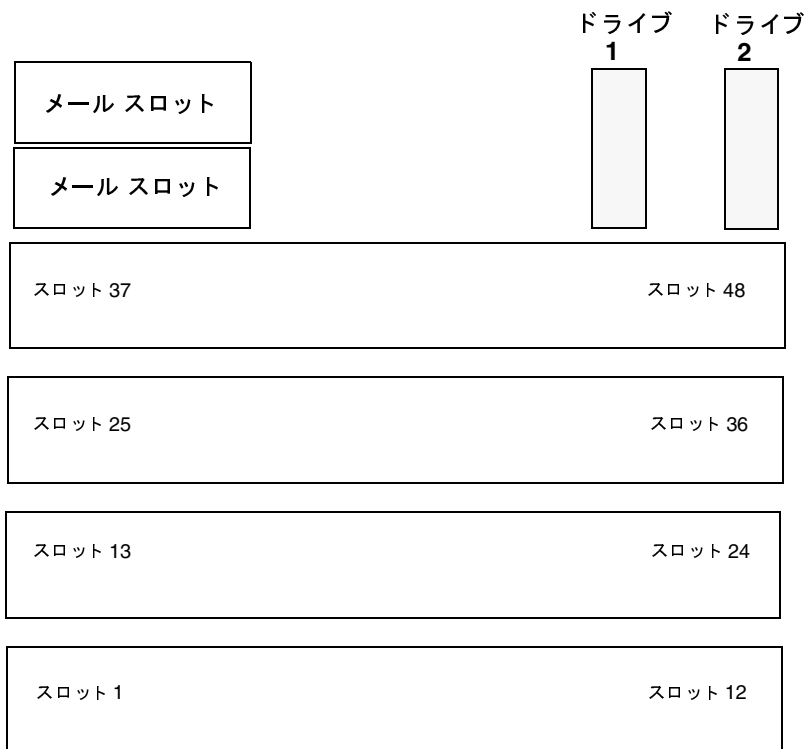 ドライブ 1
ドライブ 2
メール スロット
メール スロット
スロット 37
スロット 48
スロット 25
スロット 36
スロット 13
スロット 24
スロット 1
スロット 12